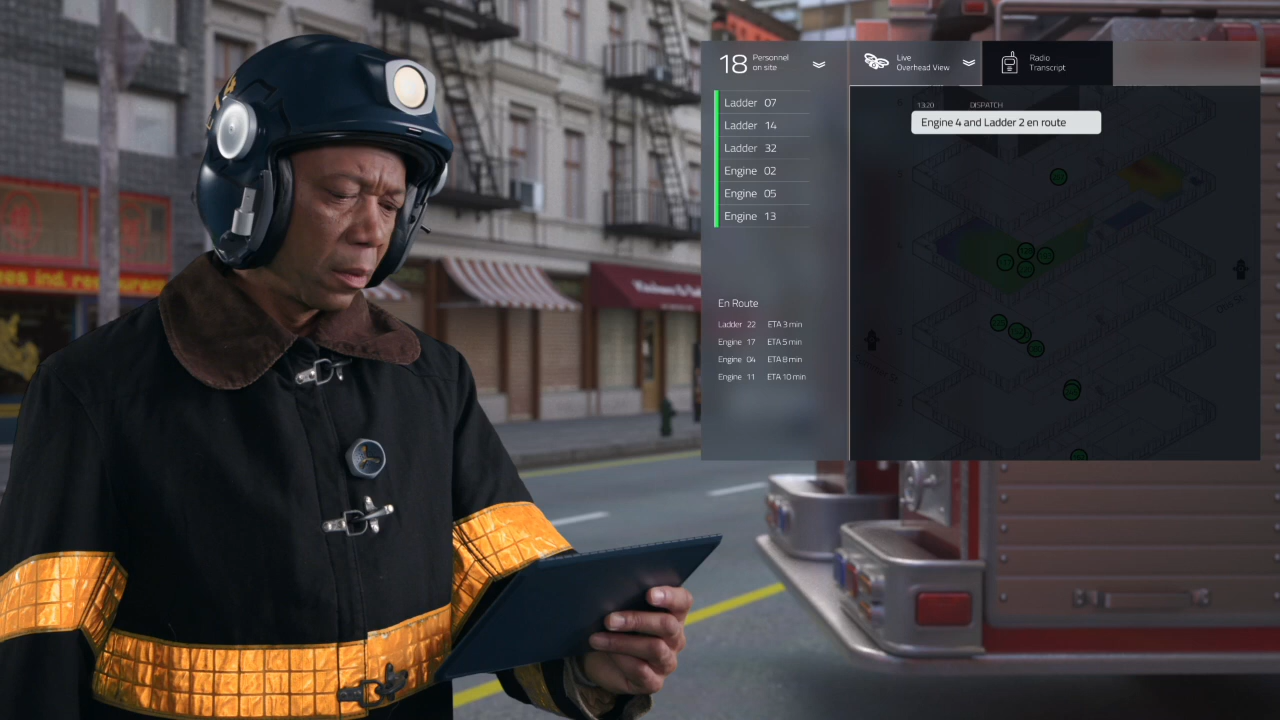 18 Personnel on site
Live Overhead View
Radio Transcript
Ladder 07
Ladder 14
Ladder 32
Engine 02
Engine 05
Engine 13
En Route
Ladder 22 ETA 3 min
Engine 17 ETA 5 min
Engine 04 ETA 8 min
Engine 11 ETA 10 min
13:20 DISPATCH
Engine 4 and Ladder 2 en route